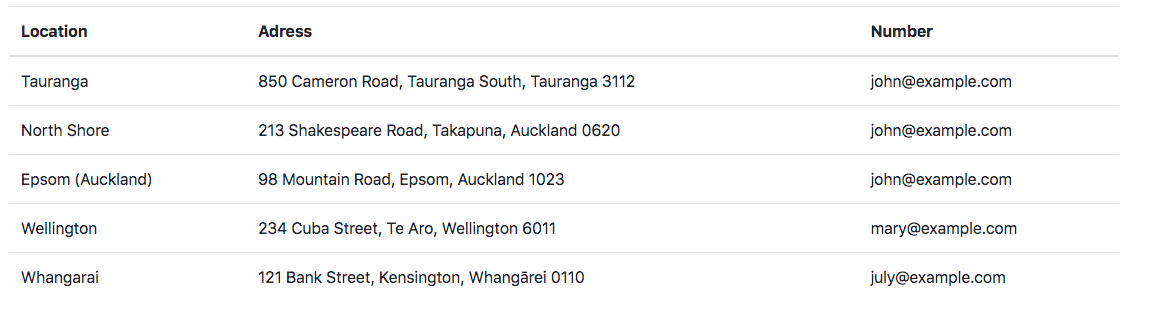 Location Adress Number
Tauranga 850 Cameron Road, Tauranga South, Tauranga 3112 john@example.com
North Shore 213 Shakespeare Road, Takapuna, Auckland 0620 john@example.com
Epsom (Auckland) 98 Mountain Road, Epsom, Auckland 1023 john@example.com
Wellington 234 Cuba Street, Te Aro, Wellington 6011 mary@example.com
Whangarai 121 Bank Street, Kensington, Whangārei 0110 july@example.com